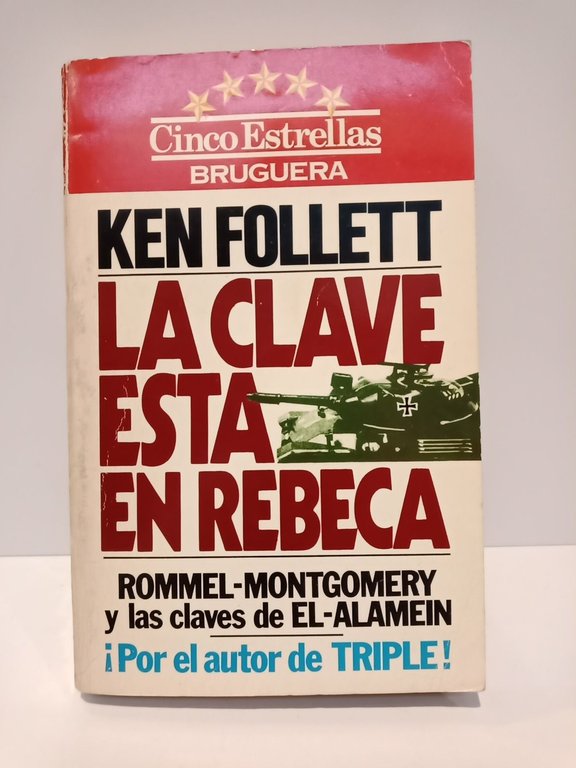 Cinco Estrellas
BRUGUERA
KEN FOLLETT
LA CLAVE
ESTA
EN REBECA
ROMMEL-MONTGOMERY
y las claves de EL-ALAMEIN
¡Por el autor de TRIPLE!